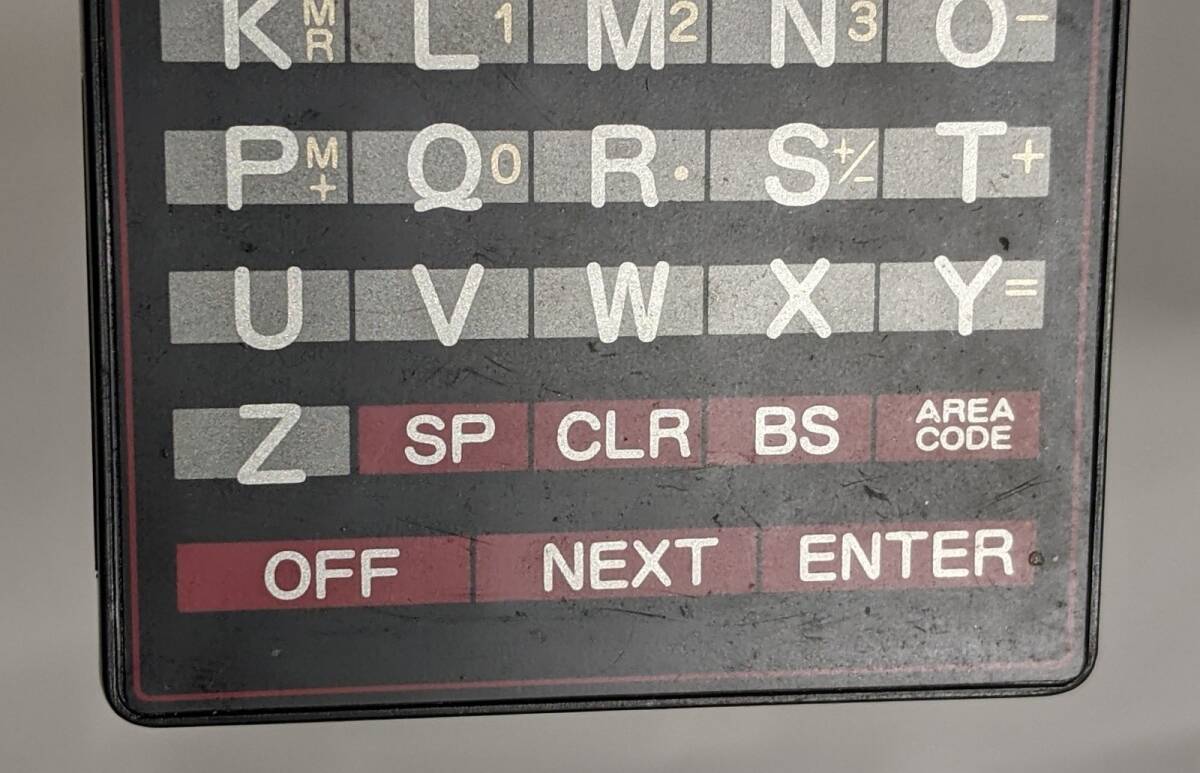 K MR L 1 M 2 N 3 O −
P M+ Q 0 R . S +/− T +
U V W X Y =
Z SP CLR BS AREA CODE
OFF NEXT ENTER